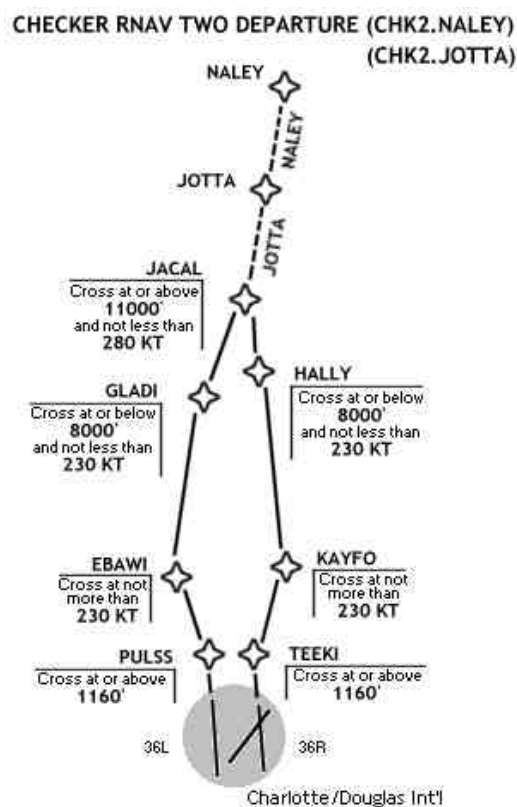 CHECKER RNAV TWO DEPARTURE (CHK2.NALEY)
(CHK2.JOTTA)
NALEY
NALEY
JOTTA
JOTTA
JACAL
Cross at or above
11000'
and not less than
280 KT
HALLY
Cross at or below
8000'
and not less than
230 KT
GLADI
Cross at or below
8000'
and not less than
230 KT
EBAWI
Cross at not
more than
230 KT
KAYFO
Cross at not
more than
230 KT
PULSS
Cross at or above
1160'
TEEKI
Cross at or above
1160'
36L
36R
Charlotte/Douglas Int'l